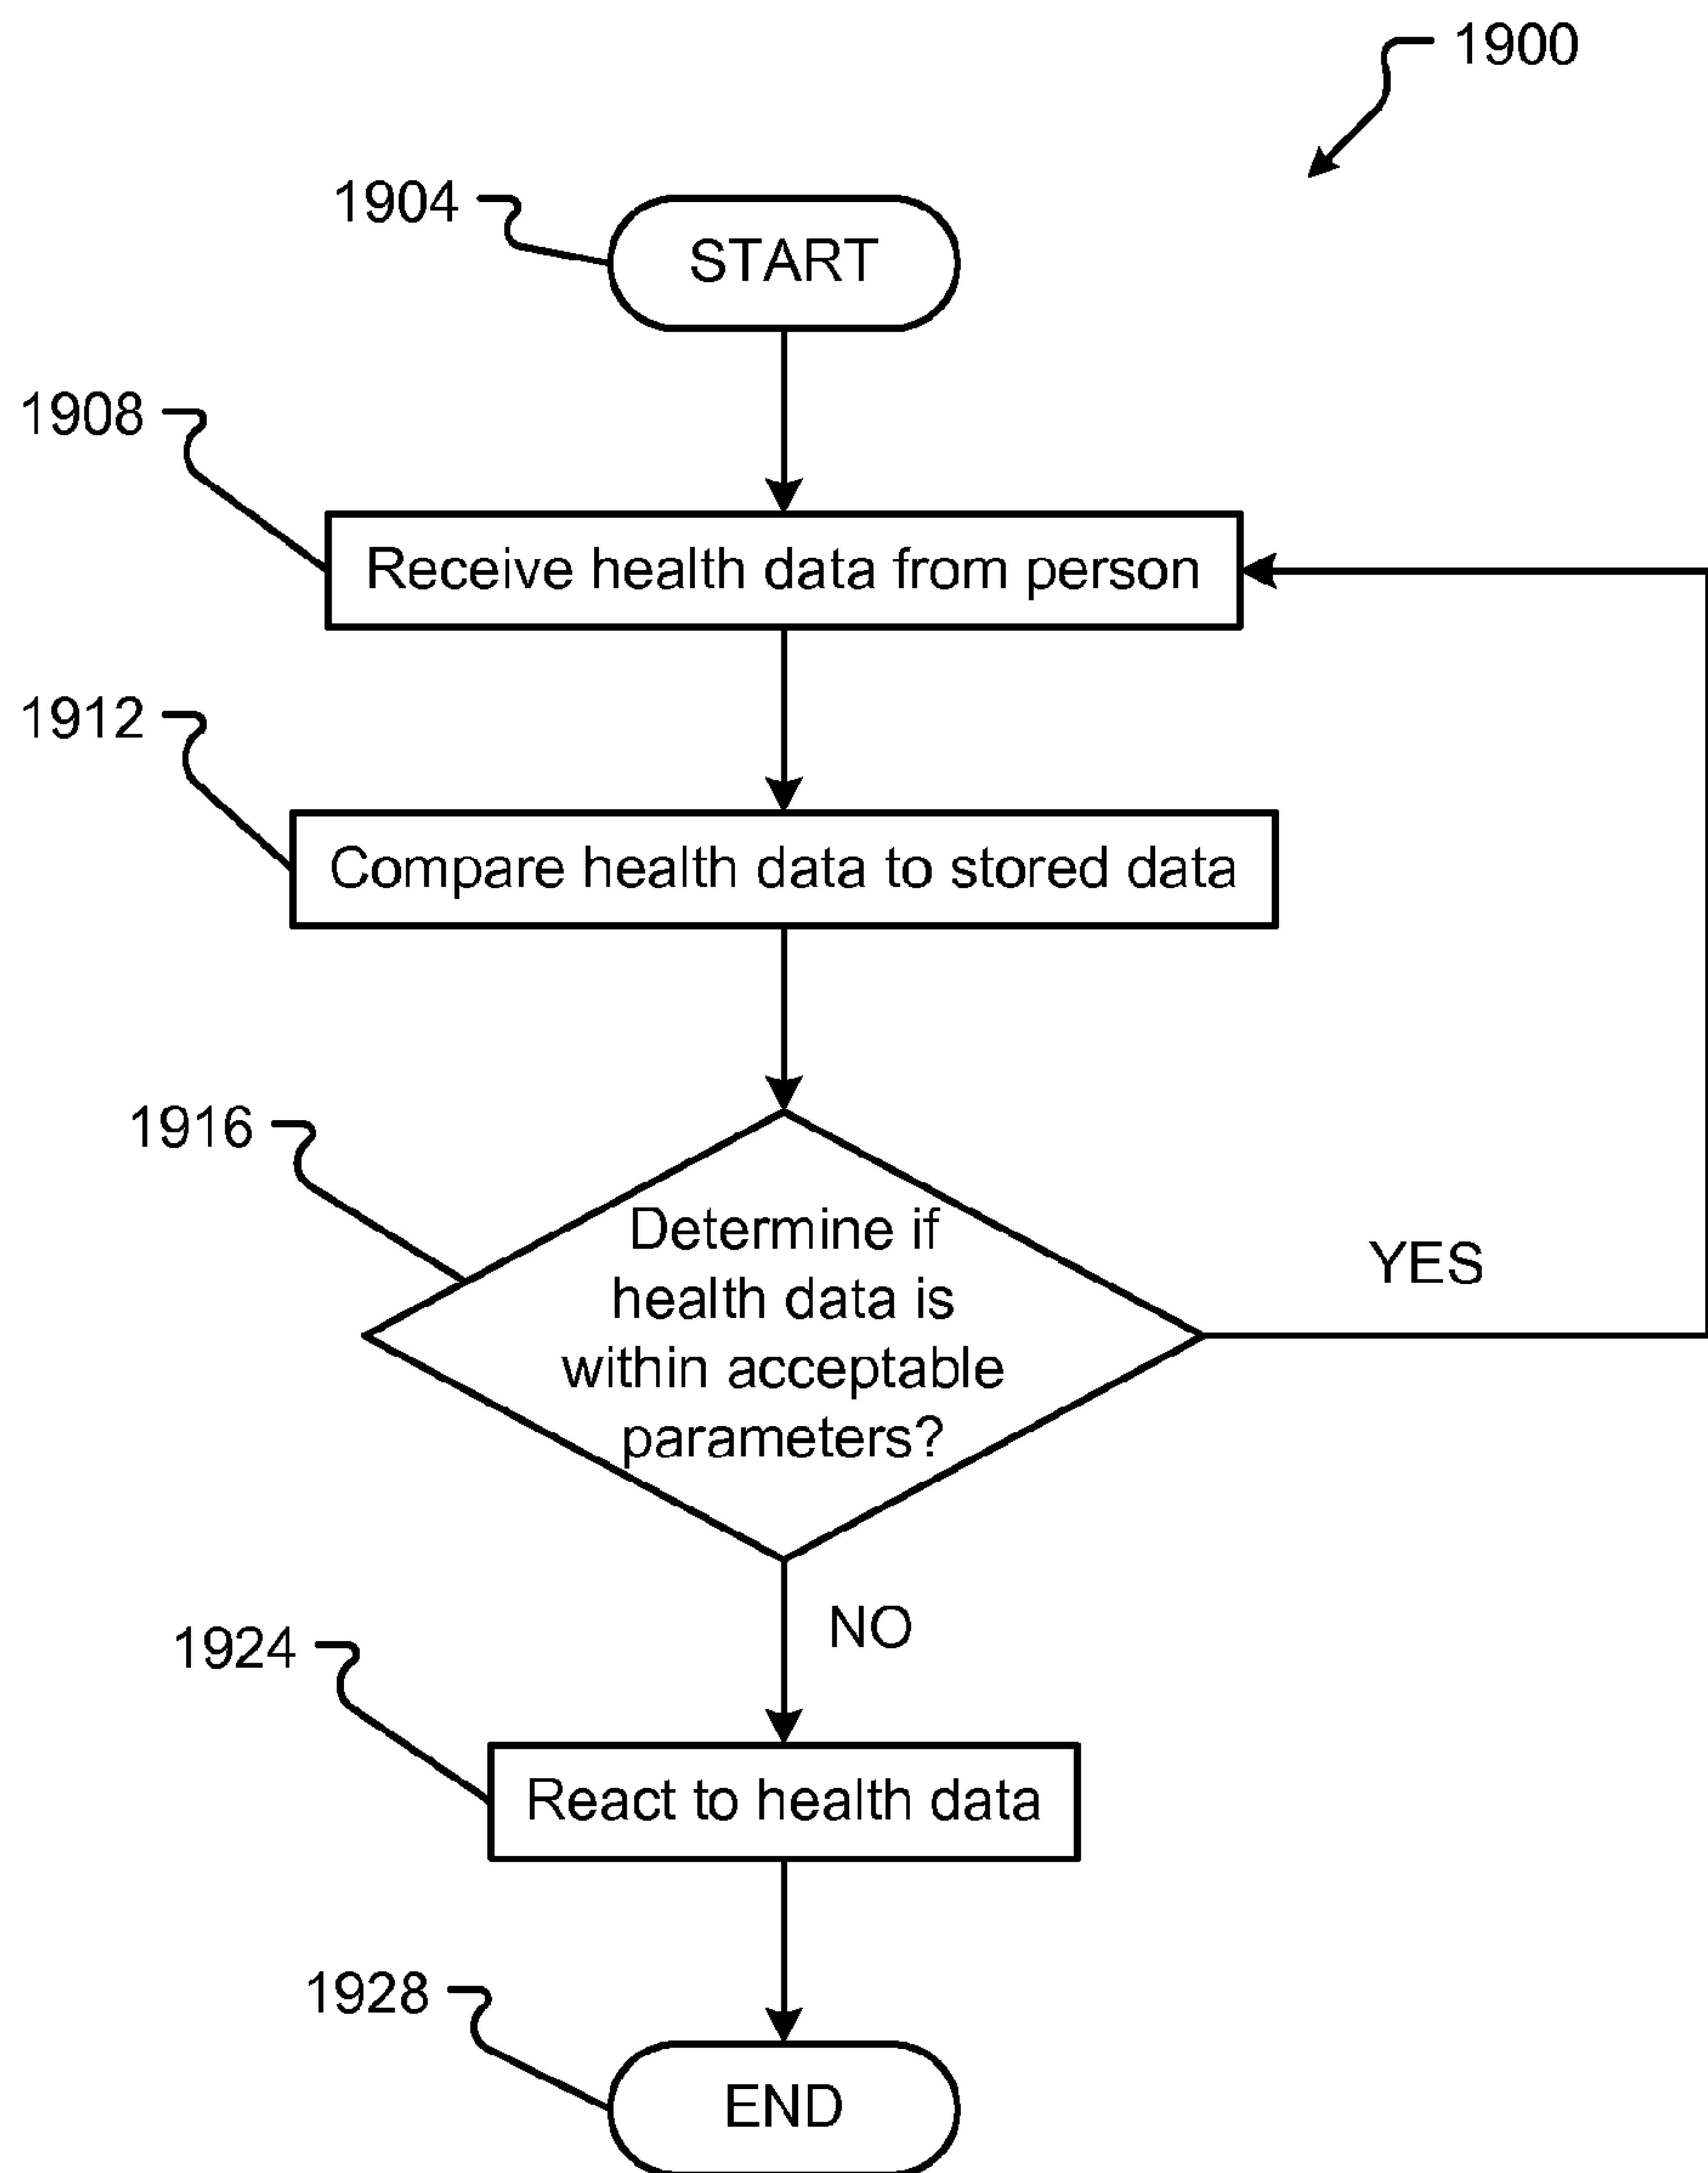 1900
1904
START
1908
Receive health data from person
1912
Compare health data to stored data
1916
Determine if
health data is
within acceptable
parameters?
YES
NO
1924
React to health data
1928
END